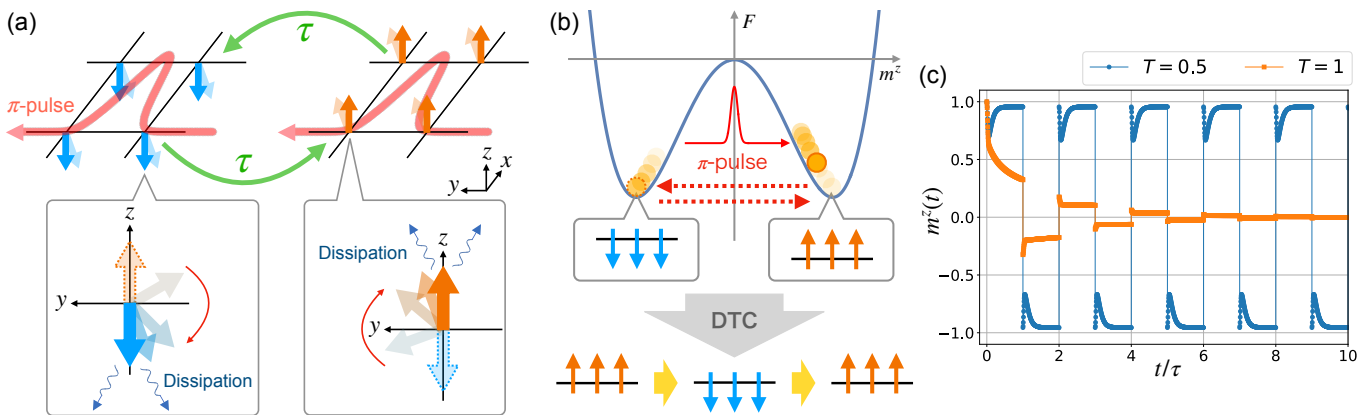 (a)
τ
π-pulse
τ
z
x
y
z
y
Dissipation
Dissipation
z
y
(b)
F
m^z
π-pulse
DTC
(c)
T = 0.5
T = 1
m^z(t)
1.0
0.5
0.0
−0.5
−1.0
0 2 4 6 8 10
t/τ